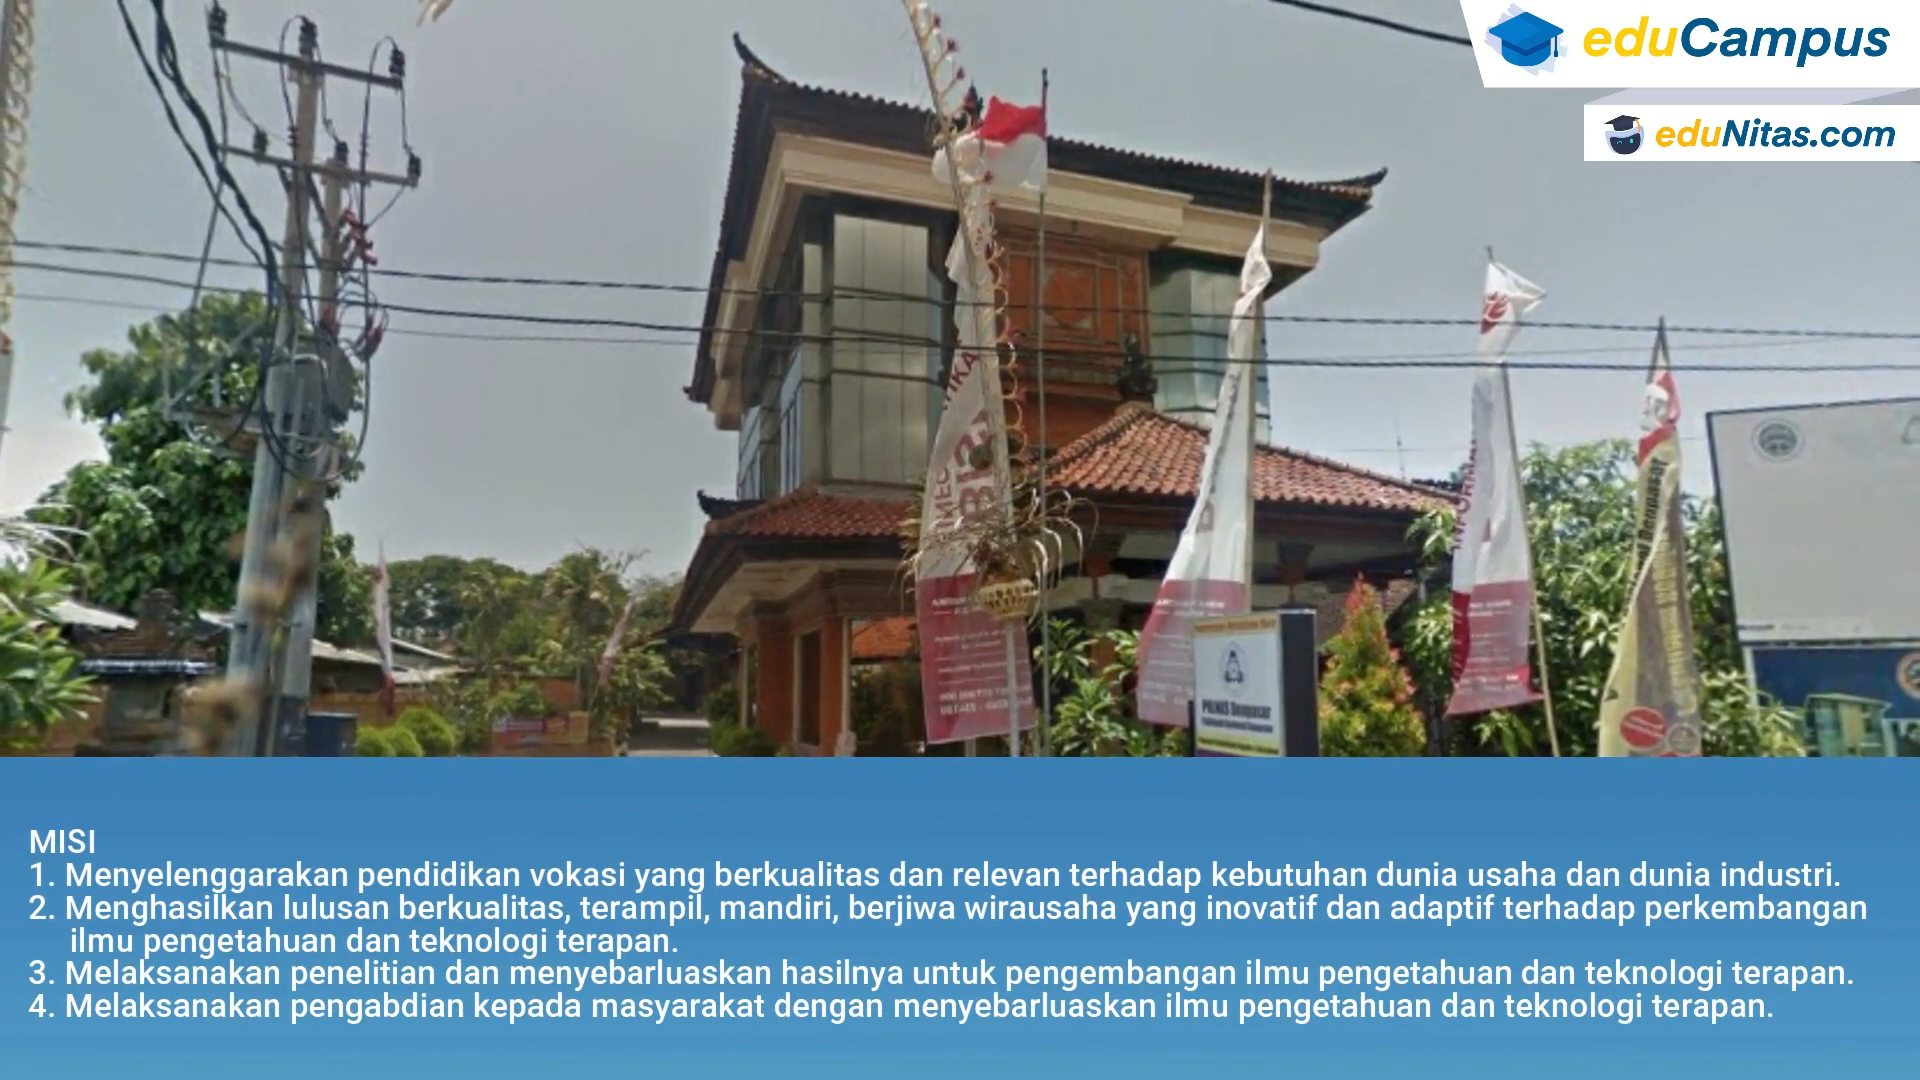 eduCampus
eduNitas.com
MISI
1. Menyelenggarakan pendidikan vokasi yang berkualitas dan relevan terhadap kebutuhan dunia usaha dan dunia industri.
2. Menghasilkan lulusan berkualitas, terampil, mandiri, berjiwa wirausaha yang inovatif dan adaptif terhadap perkembangan
ilmu pengetahuan dan teknologi terapan.
3. Melaksanakan penelitian dan menyebarluaskan hasilnya untuk pengembangan ilmu pengetahuan dan teknologi terapan.
4. Melaksanakan pengabdian kepada masyarakat dengan menyebarluaskan ilmu pengetahuan dan teknologi terapan.